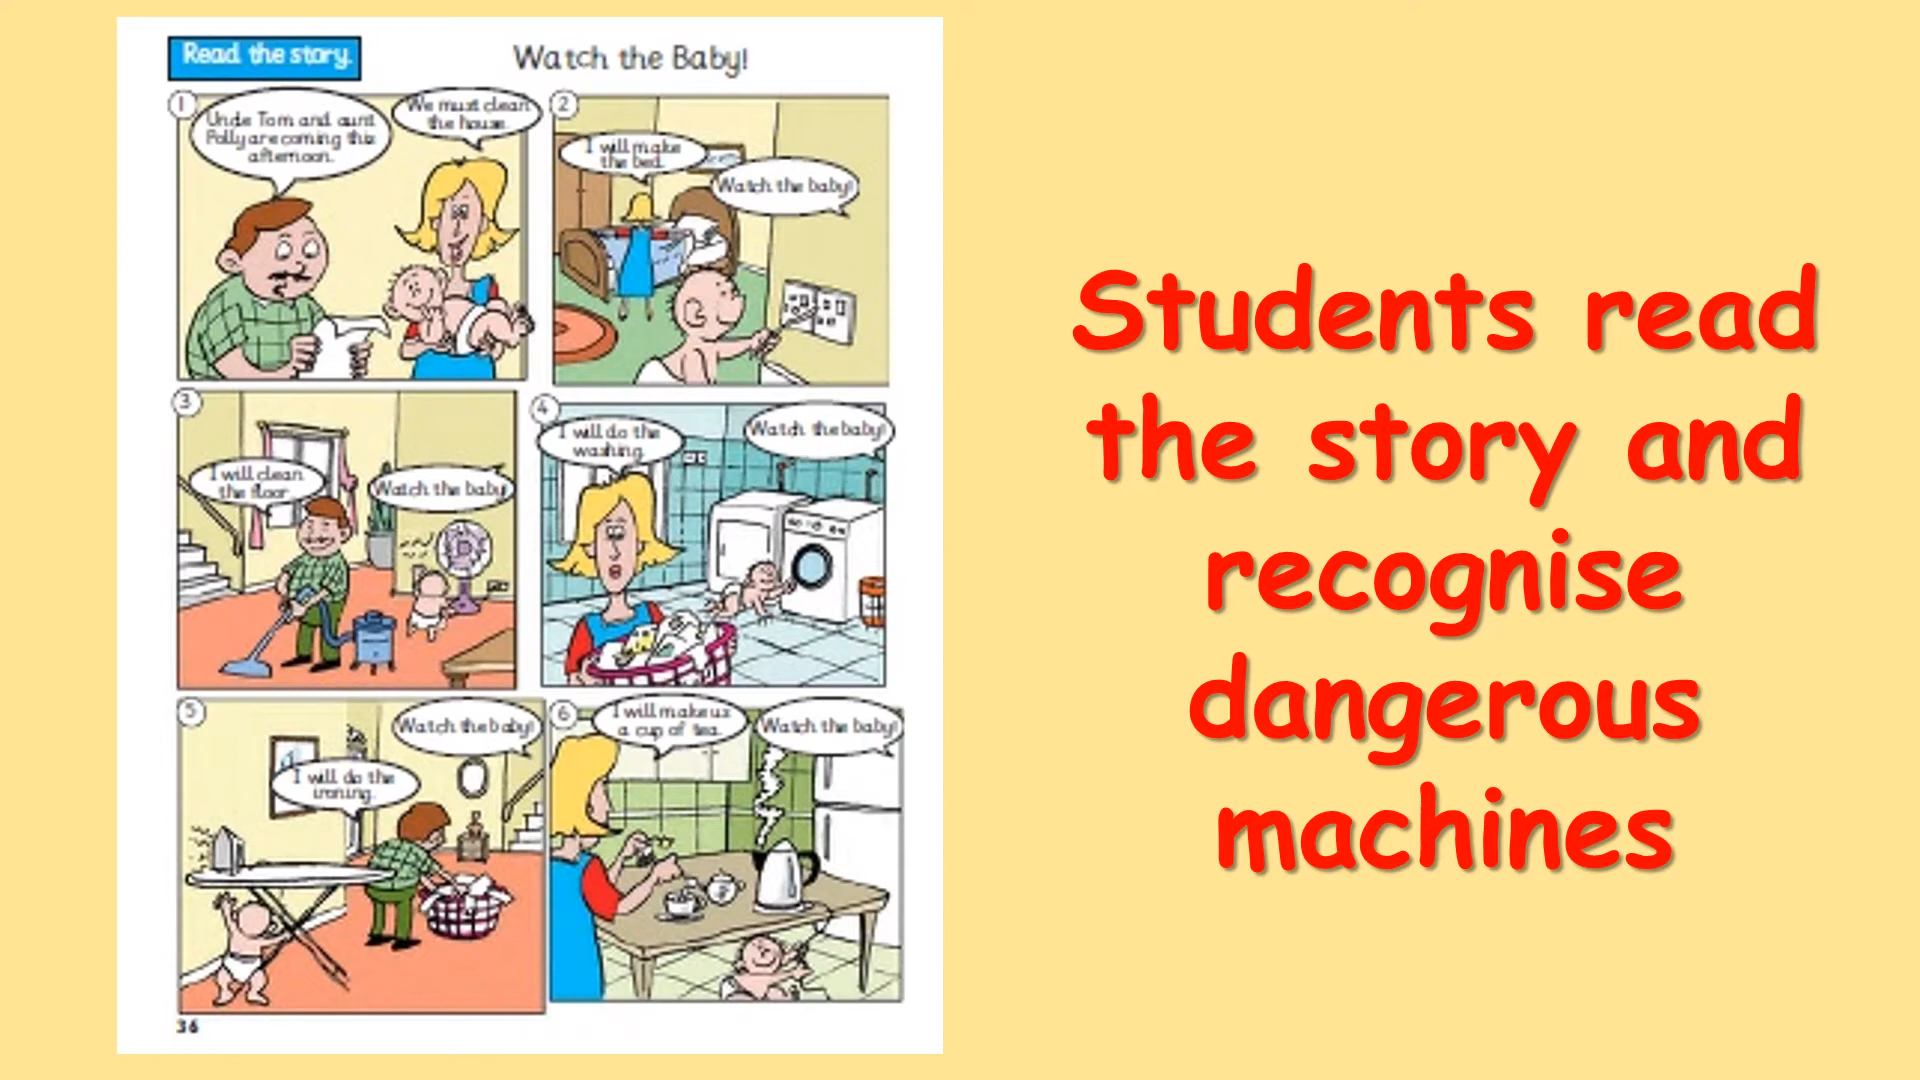 Read the story.
Watch the Baby!
1
Uncle Tom and aunt
Polly are coming this
afternoon.
We must clean
the house.
2
I will make
the bed.
Watch the baby!
3
I will clean
the floor
Watch the baby!
4
I will do the
washing.
Watch the baby!
5
Watch the baby!
I will do the
ironing.
6
I will make us
a cup of tea.
Watch the baby!
36
Students read
the story and
recognise
dangerous
machines